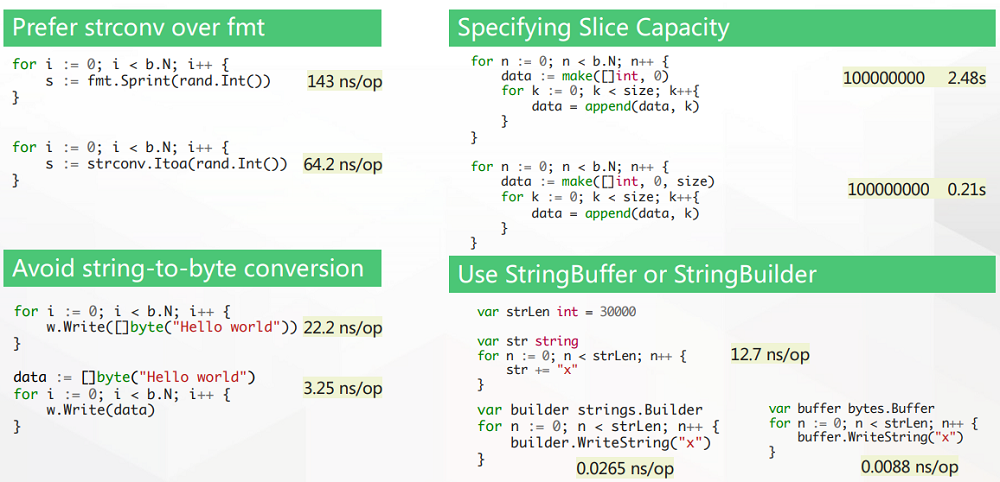 Prefer strconv over fmt
for i := 0; i < b.N; i++ {
    s := fmt.Sprint(rand.Int())
}
143 ns/op
for i := 0; i < b.N; i++ {
    s := strconv.Itoa(rand.Int())
}
64.2 ns/op
Specifying Slice Capacity
for n := 0; n < b.N; n++ {
    data := make([]int, 0)
    for k := 0; k < size; k++{
        data = append(data, k)
    }
}
100000000 2.48s
for n := 0; n < b.N; n++ {
    data := make([]int, 0, size)
    for k := 0; k < size; k++{
        data = append(data, k)
    }
}
100000000 0.21s
Avoid string-to-byte conversion
for i := 0; i < b.N; i++ {
    w.Write([]byte("Hello world"))
}
22.2 ns/op
data := []byte("Hello world")
for i := 0; i < b.N; i++ {
    w.Write(data)
}
3.25 ns/op
Use StringBuffer or StringBuilder
var strLen int = 30000
var str string
for n := 0; n < strLen; n++ {
    str += "x"
}
12.7 ns/op
var builder strings.Builder
for n := 0; n < strLen; n++ {
    builder.WriteString("x")
}
0.0265 ns/op
var buffer bytes.Buffer
for n := 0; n < strLen; n++ {
    buffer.WriteString("x")
}
0.0088 ns/op